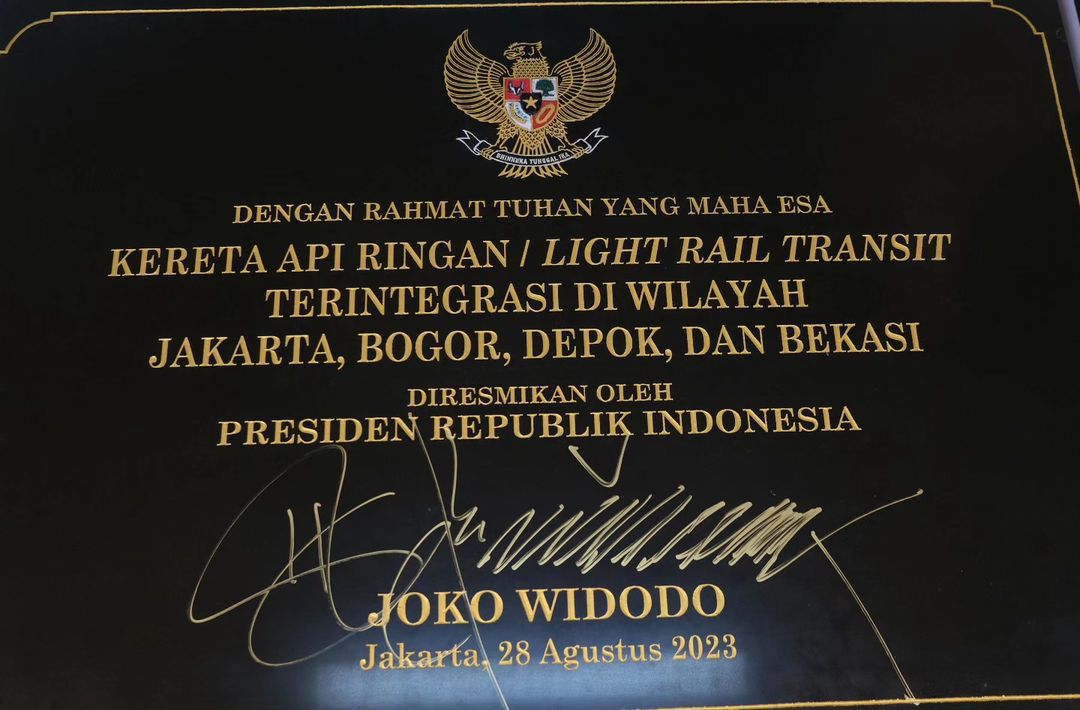 BHINNEKA TUNGGAL IKA
DENGAN RAHMAT TUHAN YANG MAHA ESA
KERETA API RINGAN / LIGHT RAIL TRANSIT
TERINTEGRASI DI WILAYAH
JAKARTA, BOGOR, DEPOK, DAN BEKASI
DIRESMIKAN OLEH
PRESIDEN REPUBLIK INDONESIA
JOKO WIDODO
Jakarta, 28 Agustus 2023